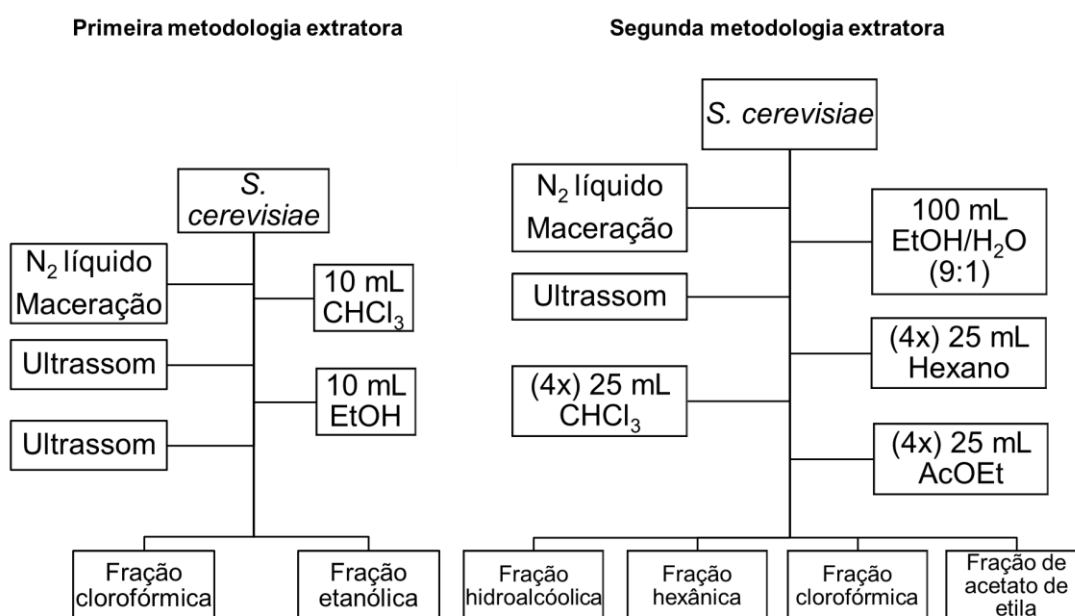 Primeira metodologia extratora
S.
cerevisiae
N₂ líquido
Maceração
10 mL
CHCl₃
Ultrassom
10 mL
EtOH
Ultrassom
Fração
clorofórmica
Fração
etanólica
Segunda metodologia extratora
S. cerevisiae
N₂ líquido
Maceração
100 mL
EtOH/H₂O
(9:1)
Ultrassom
(4x) 25 mL
Hexano
(4x) 25 mL
CHCl₃
(4x) 25 mL
AcOEt
Fração
hidroalcóolica
Fração
hexânica
Fração
clorofórmica
Fração de
acetato de
etila